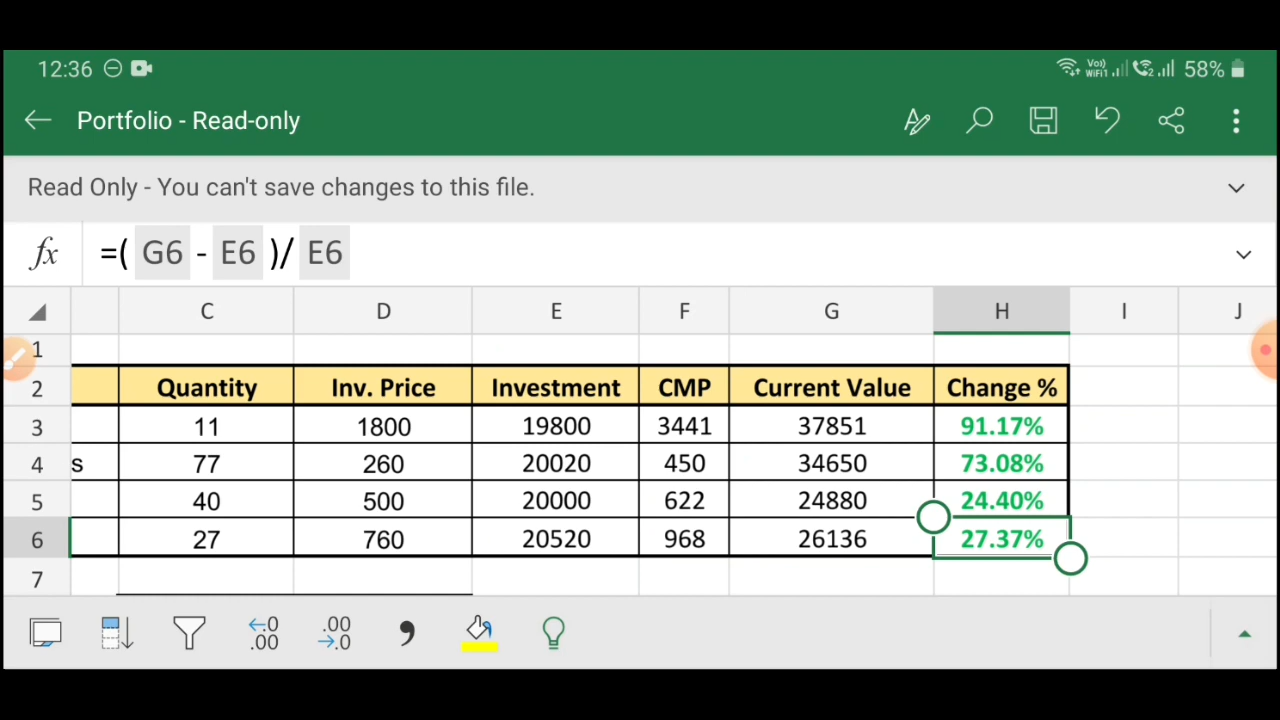 12:36 Vo) WiFi1 2 58%
Portfolio - Read-only
Read Only - You can't save changes to this file.
fx =( G6 - E6 )/ E6
C D E F G H I J
1
2 Quantity Inv. Price Investment CMP Current Value Change %
3 11 1800 19800 3441 37851 91.17%
4 s 77 260 20020 450 34650 73.08%
5 40 500 20000 622 24880 24.40%
6 27 760 20520 968 26136 27.37%
7
←.0 .00 .00 →.0